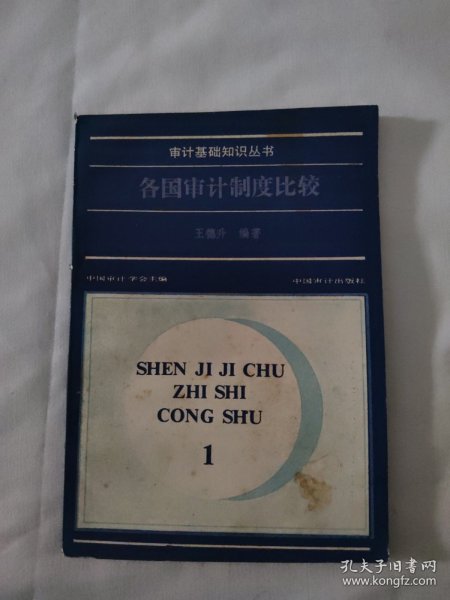 审计基础知识丛书
各国审计制度比较
王德升 编著
中国审计学会主编 中国审计出版社
SHEN JI JI CHU
ZHI SHI
CONG SHU
1
孔夫子旧书网
www.kongfz.com